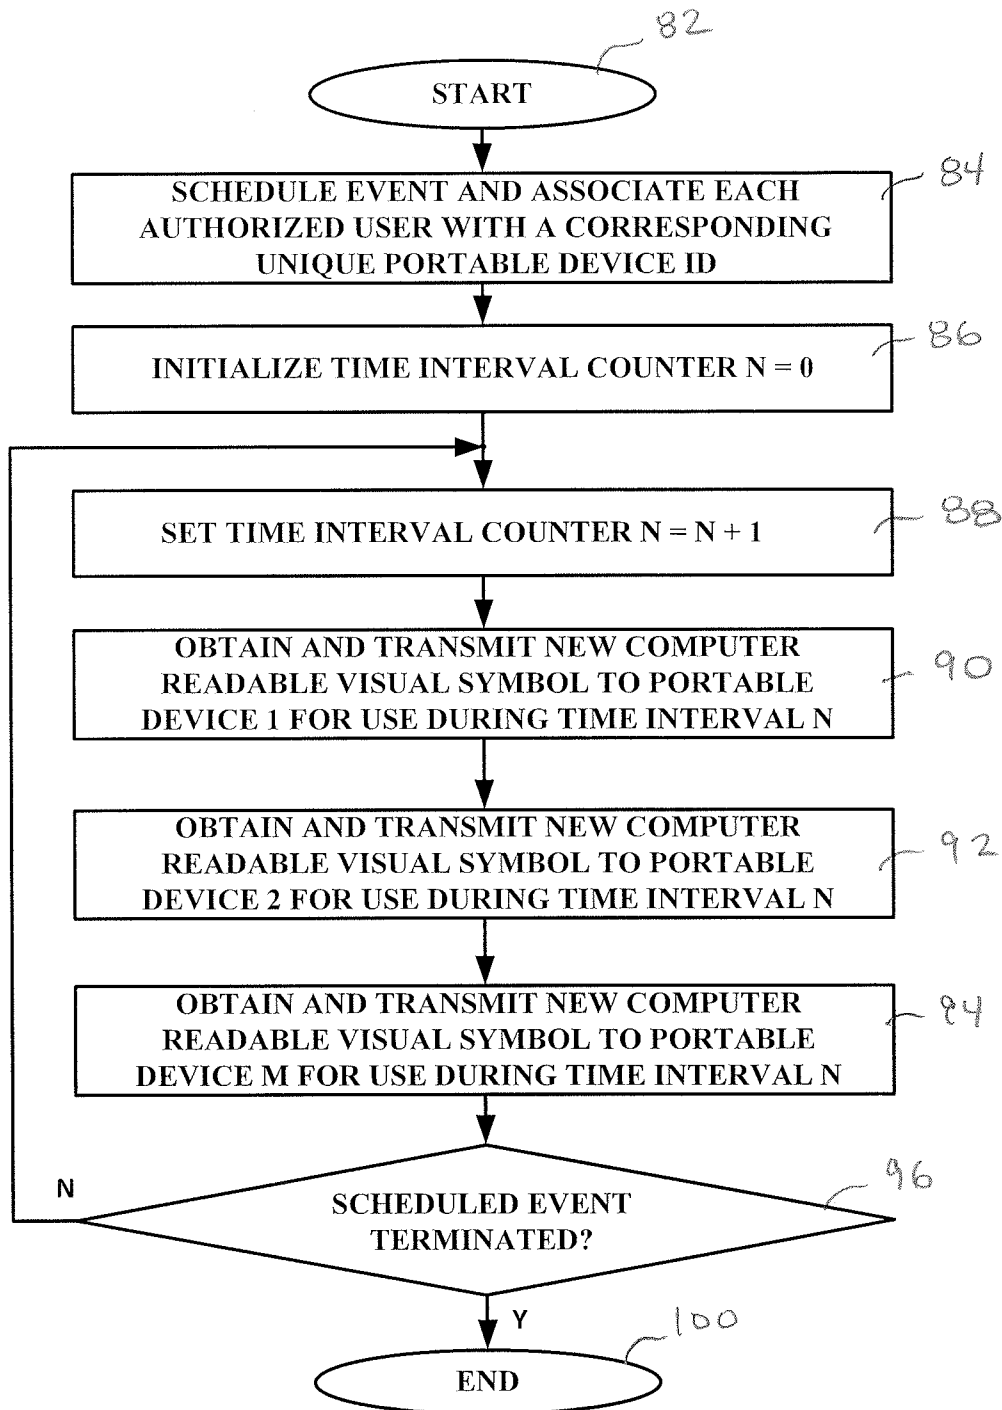 82
START
84
SCHEDULE EVENT AND ASSOCIATE EACH
AUTHORIZED USER WITH A CORRESPONDING
UNIQUE PORTABLE DEVICE ID
86
INITIALIZE TIME INTERVAL COUNTER N = 0
88
SET TIME INTERVAL COUNTER N = N + 1
OBTAIN AND TRANSMIT NEW COMPUTER
READABLE VISUAL SYMBOL TO PORTABLE
DEVICE 1 FOR USE DURING TIME INTERVAL N
90
OBTAIN AND TRANSMIT NEW COMPUTER
READABLE VISUAL SYMBOL TO PORTABLE
DEVICE 2 FOR USE DURING TIME INTERVAL N
92
OBTAIN AND TRANSMIT NEW COMPUTER
READABLE VISUAL SYMBOL TO PORTABLE
DEVICE M FOR USE DURING TIME INTERVAL N
94
96
N
SCHEDULED EVENT
TERMINATED?
Y
100
END